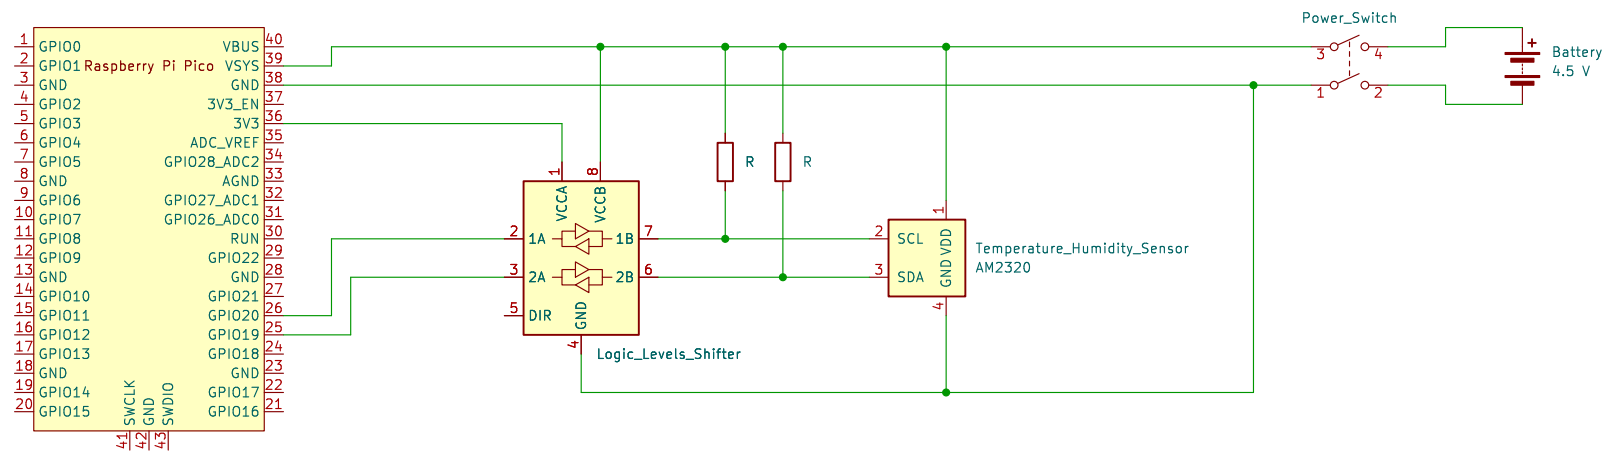 Power_Switch
3
4
1
2
+
Battery
4.5 V
Raspberry Pi Pico
1 GPIO0
2 GPIO1
3 GND
4 GPIO2
5 GPIO3
6 GPIO4
7 GPIO5
8 GND
9 GPIO6
10 GPIO7
11 GPIO8
12 GPIO9
13 GND
14 GPIO10
15 GPIO11
16 GPIO12
17 GPIO13
18 GND
19 GPIO14
20 GPIO15
VBUS 40
VSYS 39
GND 38
3V3_EN 37
3V3 36
ADC_VREF 35
GPIO28_ADC2 34
AGND 33
GPIO27_ADC1 32
GPIO26_ADC0 31
RUN 30
GPIO22 29
GND 28
GPIO21 27
GPIO20 26
GPIO19 25
GPIO18 24
GND 23
GPIO17 22
GPIO16 21
SWCLK 41
GND 42
SWDIO 43
1 VCCA
8 VCCB
2 1A
3 2A
5 DIR
1B 7
2B 6
GND 4
Logic_Levels_Shifter
R
R
1 VDD
2 SCL
3 SDA
GND 4
Temperature_Humidity_Sensor
AM2320